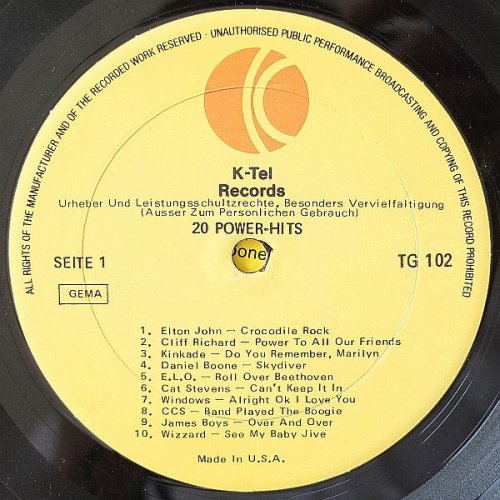 ALL RIGHTS OF THE MANUFACTURER AND OF THE RECORDED WORK RESERVED - UNAUTHORISED PUBLIC PERFORMANCE BROADCASTING AND COPYING OF THIS RECORD PROHIBITED
K-Tel
Records
Urheber Und Leistungsschultzrechte, Besonders Vervielfaltigung
(Ausser Zum Personlichen Gebrauch)
20 POWER-HITS
SEITE 1
TG 102
GEMA
1. Elton John — Crocodile Rock
2. Cliff Richard — Power To All Our Friends
3. Kinkade — Do You Remember, Marilyn
4. Daniel Boone — Skydiver
5. E.L.O. — Roll Over Beethoven
6. Cat Stevens — Can't Keep It In
7. Windows — Alright Ok I Love You
8. CCS — Band Played The Boogie
9. James Boys — Over And Over
10. Wizzard — See My Baby Jive
Made In U.S.A.